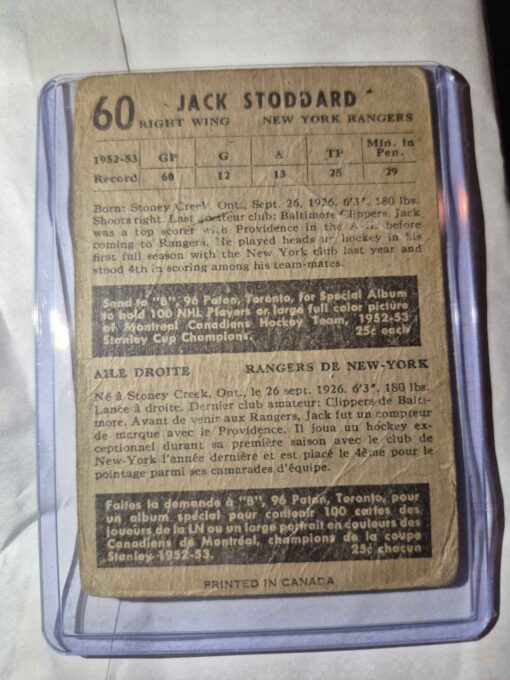 60 JACK STODDARD
RIGHT WING NEW YORK RANGERS
1952-53 GP G A TP Min. in Pen.
Record 60 12 13 25 29
Born: Stoney Creek, Ont., Sept. 26, 1926, 6'3", 180 lbs.
Shoots right. Last amateur club: Baltimore Clippers. Jack
was a top scorer with Providence in the before
coming to Rangers. He played heads up hockey in his
first full season with the New York club last year and
stood 4th in scoring among his team-mates.
Send to "B", 96 Paton, Toronto, for Special Album
to hold 100 NHL Players or large full color picture
of Montreal Canadiens Hockey Team, 1952-53
Stanley Cup Champions. 25¢ each
AILE DROITE RANGERS DE NEW-YORK
Né à Stoney Creek, Ont., le 26 sept. 1926, 6'3", 180 lbs.
Lance à droite. Dernier club amateur: Clippers de Balti-
more. Avant de venir aux Rangers, Jack fut un compteur
de marque avec le Providence. Il joua un hockey ex-
ceptionnel durant sa première saison avec le club de
New-York l'année dernière et est placé le 4ème pour le
pointage parmi ses camarades d'équipe.
Faites la demande à "B", 96 Paton, Toronto, pour
un album spécial pour contenir 100 cartes des
joueurs de la LN ou un large portrait en couleurs des
Canadiens de Montréal, champions de la coupe
Stanley 1952-53. 25¢ chacun
PRINTED IN CANADA